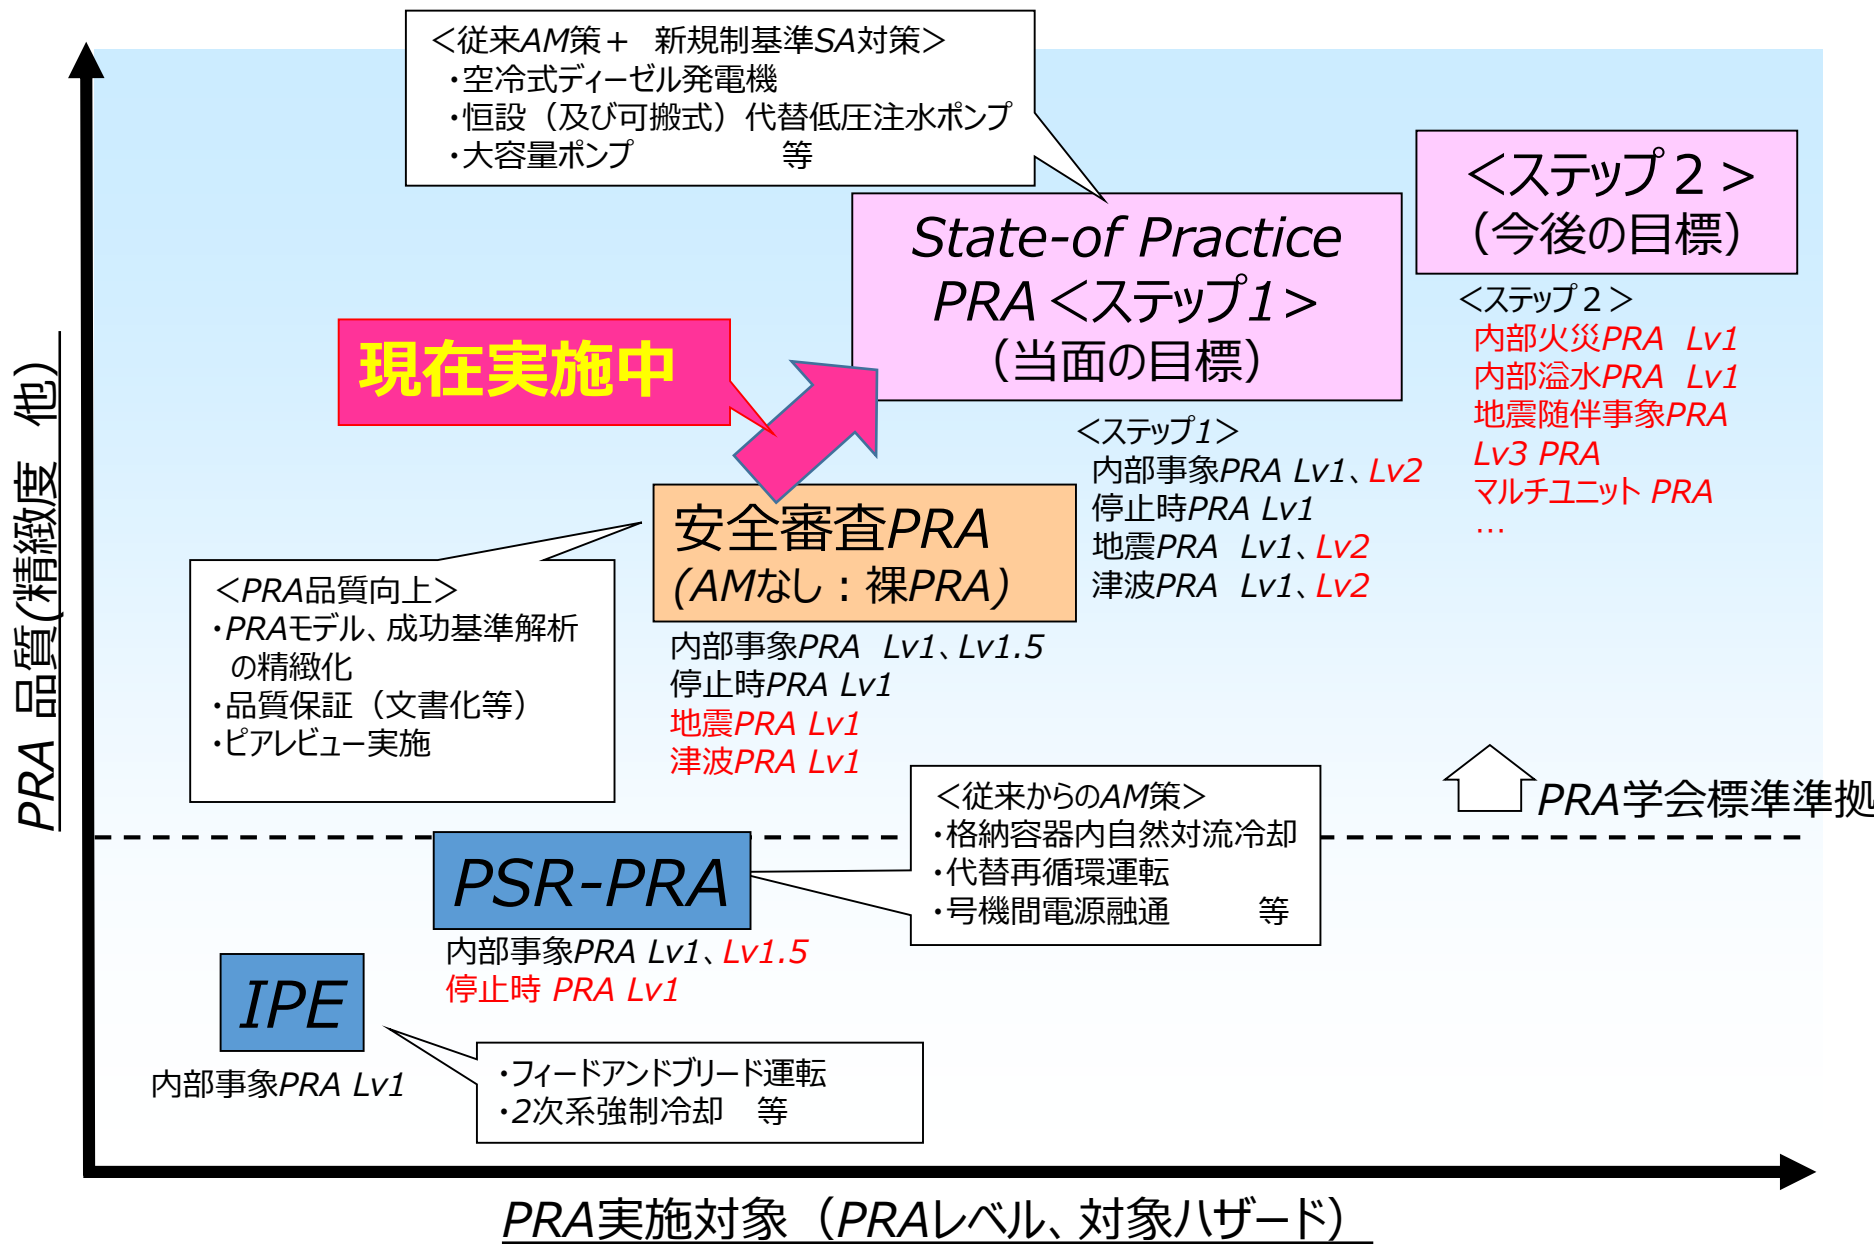 ＜従来AM策＋　新規制基準SA対策＞
・空冷式ディーゼル発電機
・恒設（及び可搬式）代替低圧注水ポンプ
・大容量ポンプ　　　　等
＜ステップ２＞
（今後の目標）
State-of Practice
PRA＜ステップ1＞
（当面の目標）
＜ステップ２＞
内部火災PRA Lv1
内部溢水PRA Lv1
地震随伴事象PRA
Lv3 PRA
マルチユニット PRA
…
現在実施中
＜ステップ1＞
内部事象PRA Lv1、Lv2
停止時PRA Lv1
地震PRA Lv1、Lv2
津波PRA Lv1、Lv2
安全審査PRA
(AMなし：裸PRA)
内部事象PRA Lv1、Lv1.5
停止時PRA Lv1
地震PRA Lv1
津波PRA Lv1
＜PRA品質向上＞
・PRAモデル、成功基準解析
の精緻化
・品質保証（文書化等）
・ピアレビュー実施
PRA 品質(精緻度　他)
PRA学会標準準拠
＜従来からのAM策＞
・格納容器内自然対流冷却
・代替再循環運転
・号機間電源融通　　　等
PSR-PRA
内部事象PRA Lv1、Lv1.5
停止時 PRA Lv1
IPE
内部事象PRA Lv1
・フィードアンドブリード運転
・2次系強制冷却　等
PRA実施対象（PRAレベル、対象ハザード）